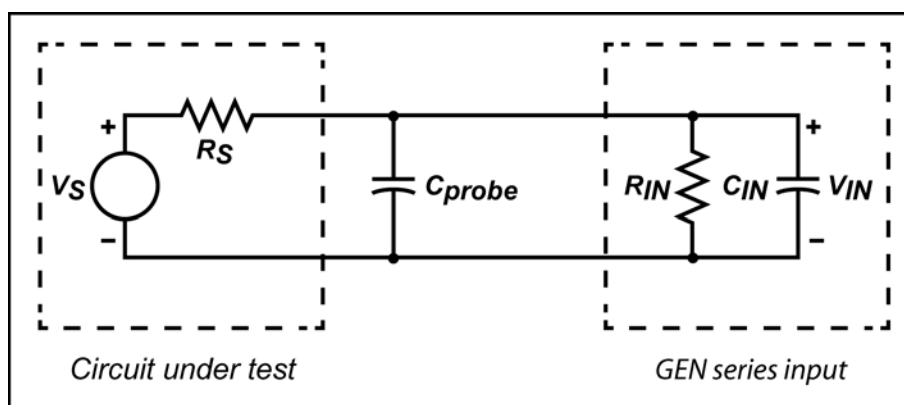 +
RS
VS
−
Cprobe
RIN
CIN
+
VIN
−
Circuit under test
GEN series input